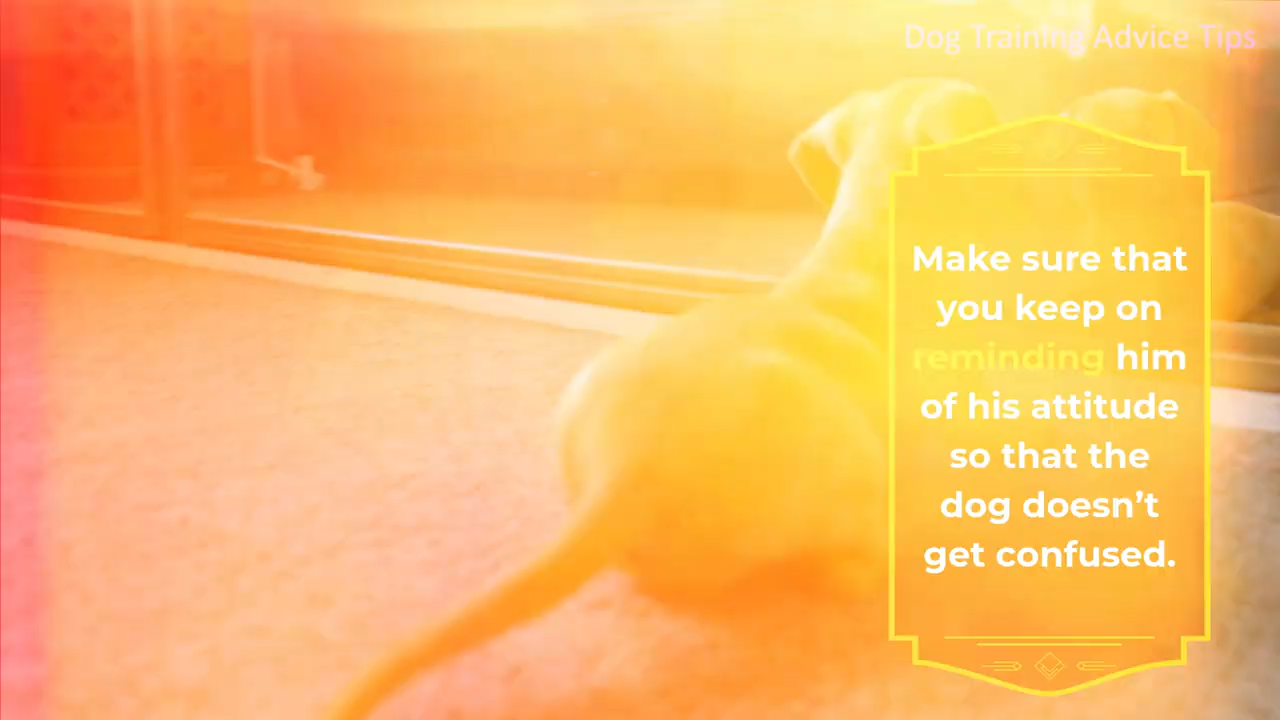 Dog Training Advice Tips
Make sure that
you keep on
reminding him
of his attitude
so that the
dog doesn’t
get confused.